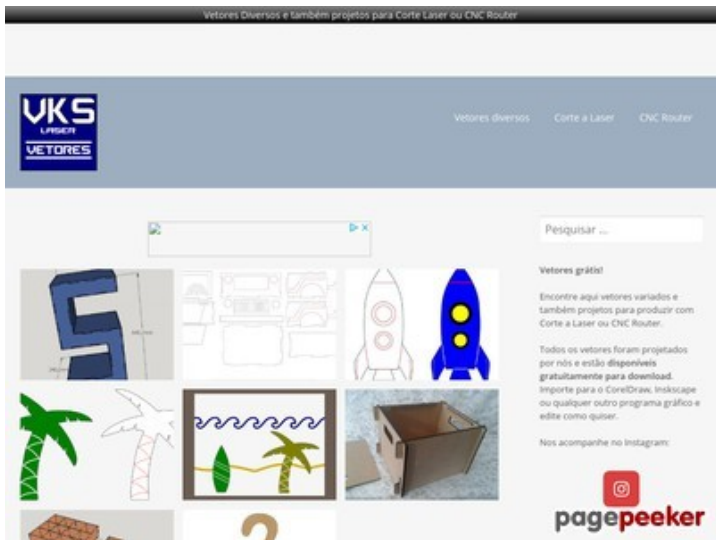 Vetores Diversos e também projetos para Corte Laser ou CNC Router
VKS
LASER
VETORES
Vetores diversos
Corte a Laser
CNC Router
Pesquisar ...
Vetores grátis!
Encontre aqui vetores variados e
também projetos para produzir com
Corte a Laser ou CNC Router.
Todos os vetores foram projetados
por nós e estão disponíveis
gratuitamente para download.
Importe para o CorelDraw, Inskscape
ou qualquer outro programa gráfico e
edite como quiser.
Nos acompanhe no Instagram:
pagepeeker